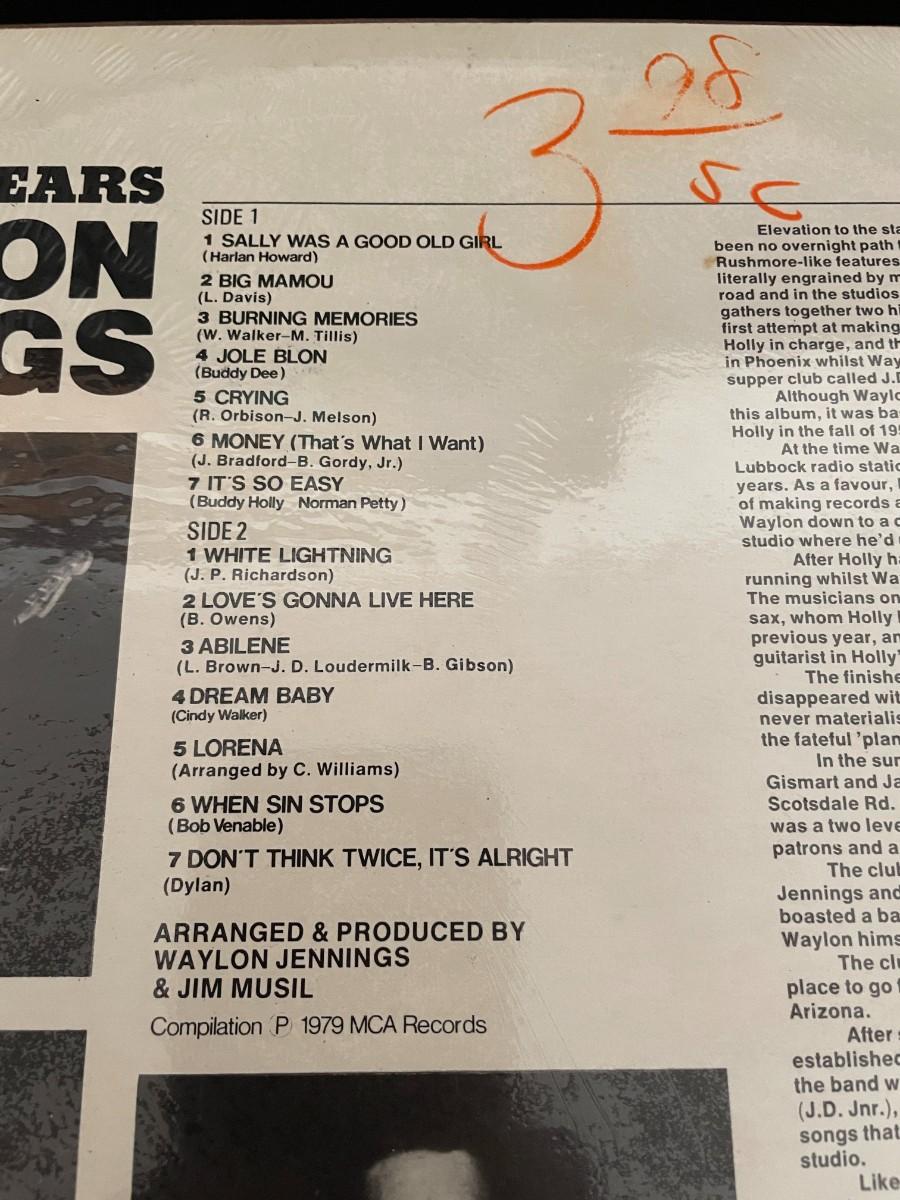 3 98
5 c
EARS
ON
GS
SIDE 1
1 SALLY WAS A GOOD OLD GIRL
(Harlan Howard)
2 BIG MAMOU
(L. Davis)
3 BURNING MEMORIES
(W. Walker–M. Tillis)
4 JOLE BLON
(Buddy Dee)
5 CRYING
(R. Orbison–J. Melson)
6 MONEY (That's What I Want)
(J. Bradford–B. Gordy, Jr.)
7 IT'S SO EASY
(Buddy Holly Norman Petty)
SIDE 2
1 WHITE LIGHTNING
(J. P. Richardson)
2 LOVE'S GONNA LIVE HERE
(B. Owens)
3 ABILENE
(L. Brown–J. D. Loudermilk–B. Gibson)
4 DREAM BABY
(Cindy Walker)
5 LORENA
(Arranged by C. Williams)
6 WHEN SIN STOPS
(Bob Venable)
7 DON'T THINK TWICE, IT'S ALRIGHT
(Dylan)
ARRANGED & PRODUCED BY
WAYLON JENNINGS
& JIM MUSIL
Compilation Ⓟ 1979 MCA Records
Elevation to the sta
been no overnight path
Rushmore-like features
literally engrained by m
road and in the studios
gathers together two hi
first attempt at making
Holly in charge, and th
in Phoenix whilst Way
supper club called J.D
Although Waylo
this album, it was ba
Holly in the fall of 195
At the time Wa
Lubbock radio static
years. As a favour,
of making records a
Waylon down to a c
studio where he'd
After Holly ha
running whilst Wa
The musicians on
sax, whom Holly
previous year, an
guitarist in Holly'
The finishe
disappeared wit
never materialis
the fateful 'plan
In the sum
Gismart and Ja
Scotsdale Rd.
was a two leve
patrons and a
The club
Jennings and
boasted a ba
Waylon hims
The clu
place to go
Arizona.
After
established
the band w
(J.D. Jnr.),
songs that
studio.
Like